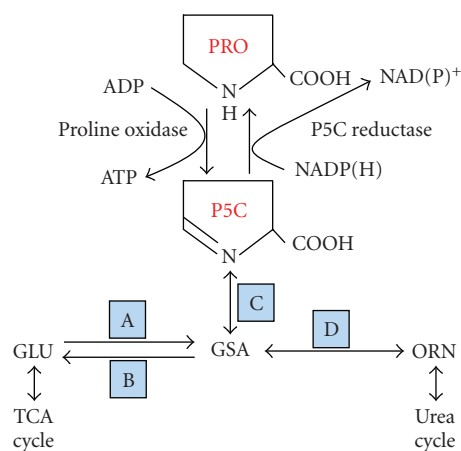 PRO
COOH
N
H
NAD(P)⁺
ADP
Proline oxidase
P5C reductase
ATP
NADP(H)
P5C
COOH
N
A
C
D
GLU
GSA
ORN
B
TCA
cycle
Urea
cycle